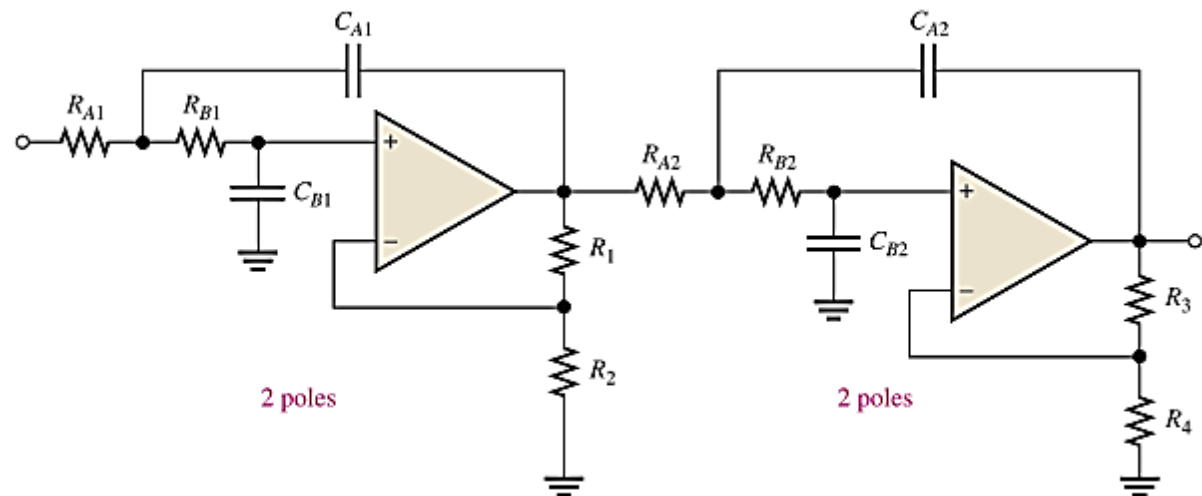 C_A1
C_A2
R_A1
R_B1
R_A2
R_B2
+
C_B1
+
−
R_1
C_B2
−
R_3
R_2
2 poles
2 poles
R_4